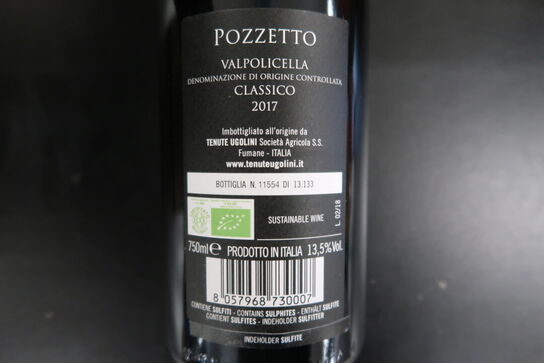 POZZETTO
VALPOLICELLA
DENOMINAZIONE DI ORIGINE CONTROLLATA
CLASSICO
2017
Imbottigliato all'origine da
TENUTE UGOLINI Società Agricola S.S.
Fumane - ITALIA
www.tenuteugolini.it
BOTTIGLIA N. 11554 DI 13.133
SUSTAINABLE WINE
L. 02/18
750ml e PRODOTTO IN ITALIA 13,5% Vol.
8 057968 730007
CONTIENE SULFITI - CONTAINS SULPHITES - ENTHÄLT SULFITE
CONTIENT SULFITES - INDEHOLDER SULFITTER
INDEHOLDER SULFITE